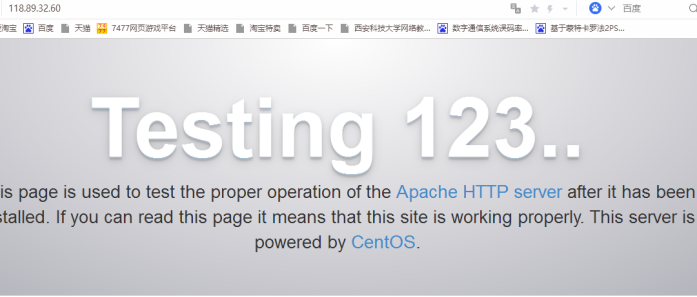 118.89.32.60
百度
淘宝 百度 天猫 7477网页游戏平台 天猫精选 淘宝特卖 百度一下 西安科技大学网络教... 数字通信系统误码率... 基于蒙特卡罗法2PS...
Testing 123..
is page is used to test the proper operation of the Apache HTTP server after it has been
stalled. If you can read this page it means that this site is working properly. This server is
powered by CentOS.